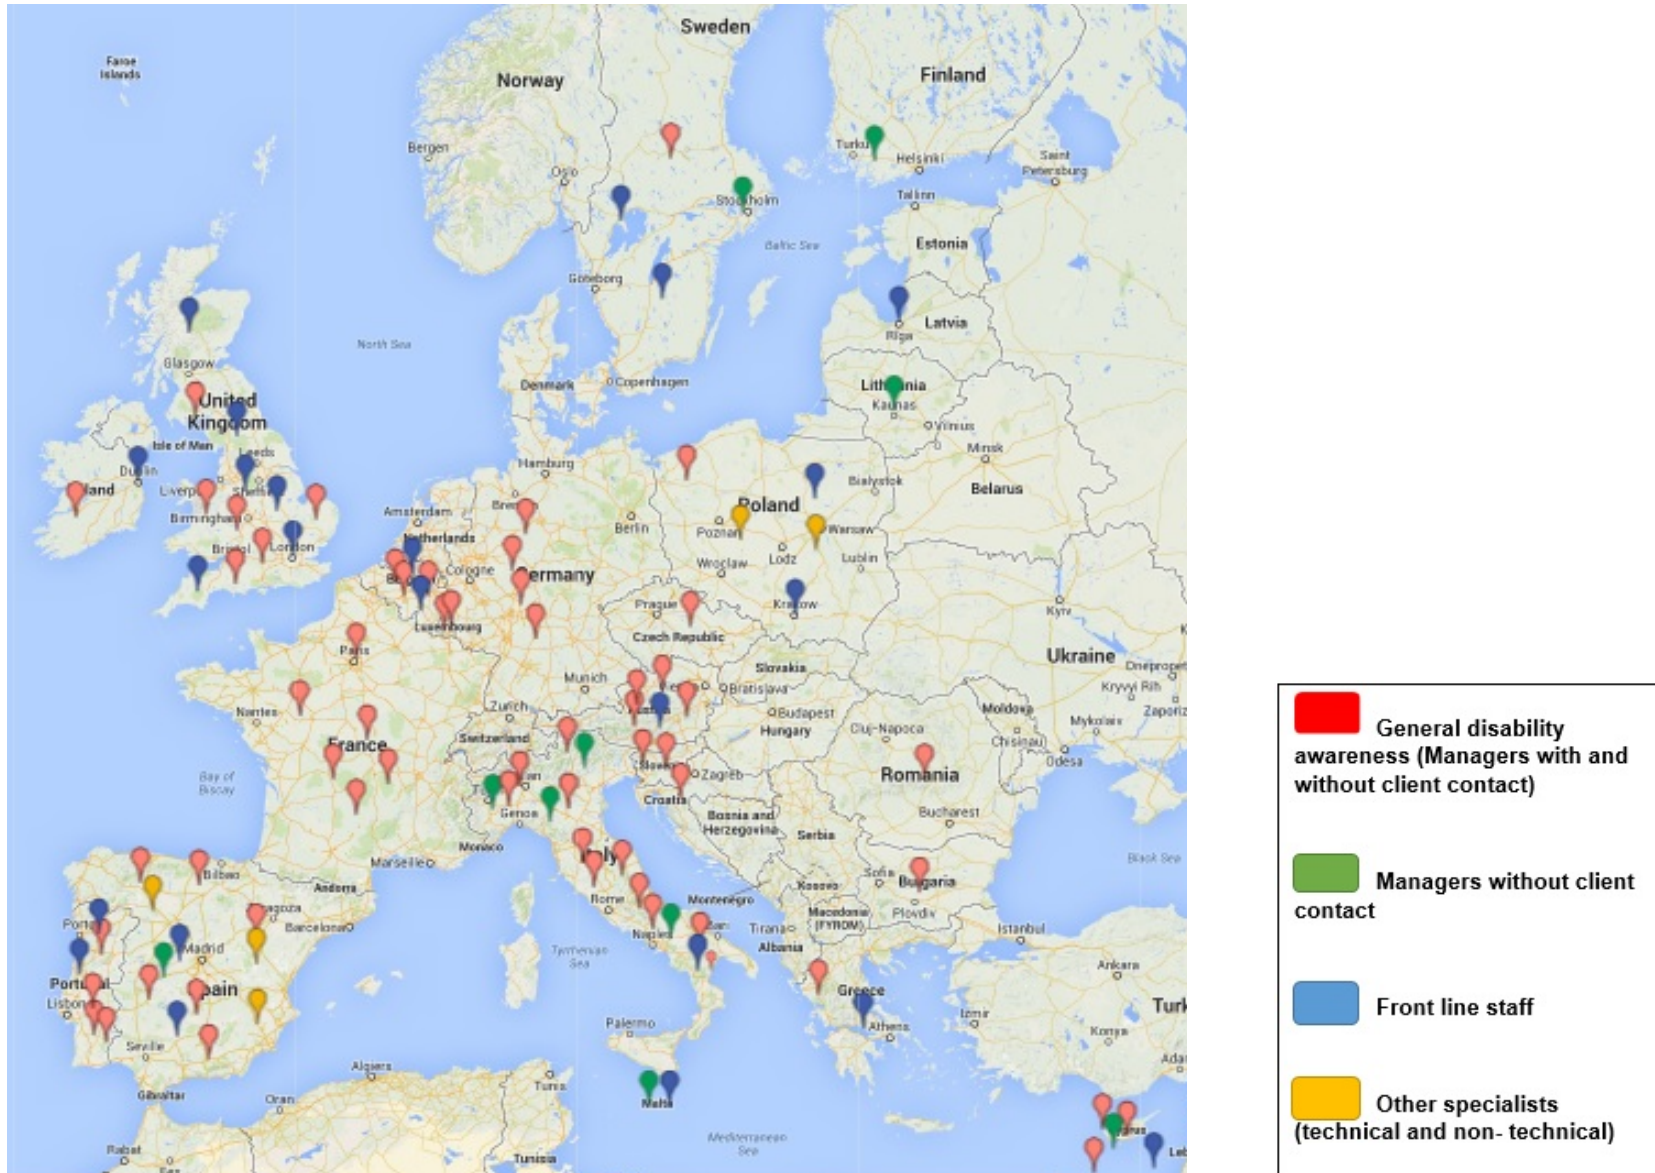 Sweden
Faroe
Islands
Norway
Finland
Bergen
Turku
Helsinki
Saint
Petersburg
Oslo
Tallinn
Stockholm
Baltic Sea
Estonia
Göteborg
Latvia
Riga
North Sea
Glasgow
Denmark
Copenhagen
Lithuania
Kaunas
United
Kingdom
Vilnius
Isle of Man
Leeds
Minsk
Dublin
Hamburg
Bialystok
Belarus
Poland
Amsterdam
Berlin
Poznan
Warsaw
Birmingham
Netherlands
London
Lodz
Lublin
Cologne
Germany
Wroclaw
Prague
Krakow
Kyiv
Luxembourg
Czech Republic
Paris
Ukraine
Slovakia
Munich
Bratislava
Nantes
Zurich
Budapest
Moldova
Hungary
Cluj-Napoca
Chisinau
Switzerland
France
Odesa
Zagreb
Romania
Bay of
Biscay
Croatia
Genoa
Bosnia and
Herzegovina
Bucharest
Serbia
Monaco
Italy
Marseille
Black Sea
Bilbao
Sofia
Bulgaria
Andorra
Kosovo
Rome
Montenegro
Macedonia
(FYROM)
Plovdiv
Barcelona
Naples
Tirana
Istanbul
Madrid
Albania
Tyrrhenian
Sea
Ankara
Portugal
Spain
Greece
Lisbon
Izmir
Athens
Palermo
Konya
Seville
Algiers
Tunis
Gibraltar
Oran
Malta
Cyprus
Rabat
Mediterranean
Sea
Tunisia
General disability
awareness (Managers with and
without client contact)
Managers without client
contact
Front line staff
Other specialists
(technical and non- technical)